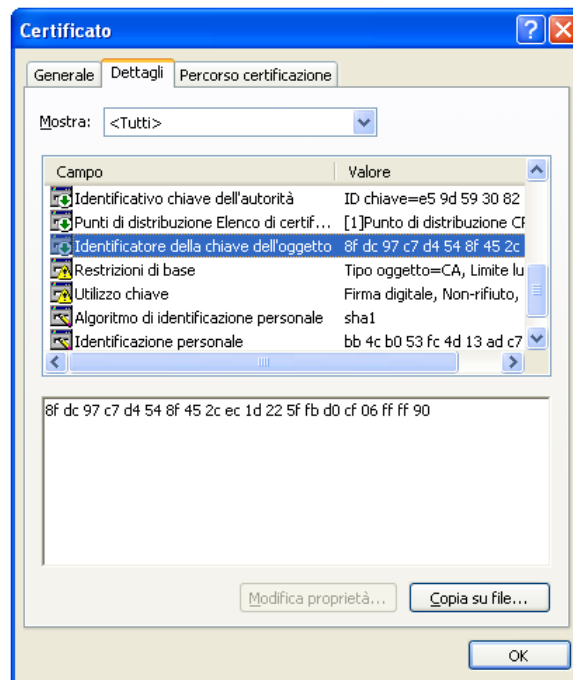 Certificato
Generale Dettagli Percorso certificazione
Mostra: <Tutti>
Campo Valore
Identificativo chiave dell'autorità ID chiave=e5 9d 59 30 82
Punti di distribuzione Elenco di certif... [1]Punto di distribuzione CR
Identificatore della chiave dell'oggetto 8f dc 97 c7 d4 54 8f 45 2c
Restrizioni di base Tipo oggetto=CA, Limite lu
Utilizzo chiave Firma digitale, Non-rifiuto,
Algoritmo di identificazione personale sha1
Identificazione personale bb 4c b0 53 fc 4d 13 ad c7
8f dc 97 c7 d4 54 8f 45 2c ec 1d 22 5f fb d0 cf 06 ff ff 90
Modifica proprietà... Copia su file...
OK